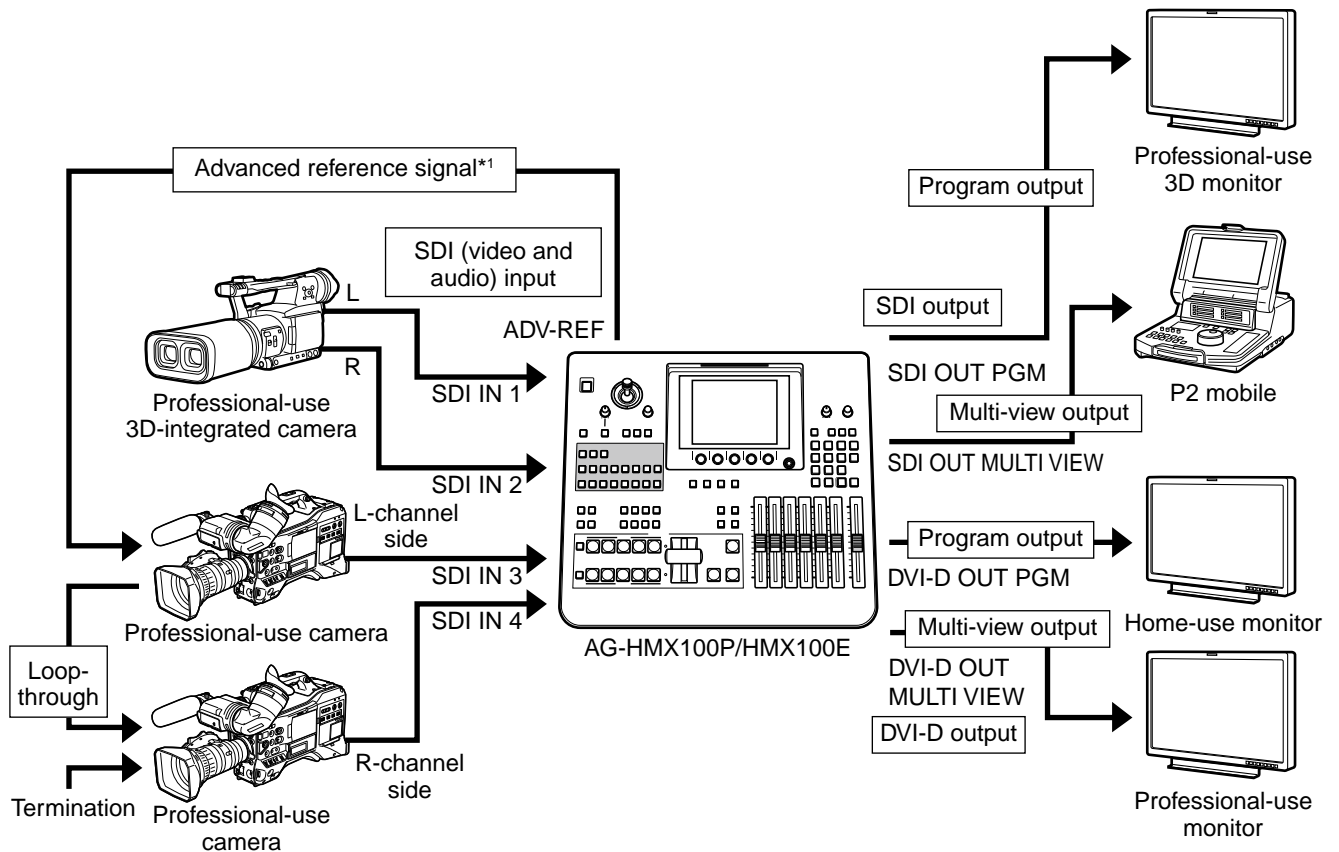 Advanced reference signal*1
SDI (video and
audio) input
ADV-REF
L
R
SDI IN 1
SDI IN 2
Professional-use
3D-integrated camera
L-channel
side
SDI IN 3
SDI IN 4
Professional-use camera
Loop-
through
R-channel
side
Termination
Professional-use
camera
AG-HMX100P/HMX100E
Program output
Professional-use
3D monitor
SDI output
SDI OUT PGM
Multi-view output
SDI OUT MULTI VIEW
P2 mobile
Program output
DVI-D OUT PGM
Home-use monitor
Multi-view output
DVI-D OUT
MULTI VIEW
DVI-D output
Professional-use
monitor